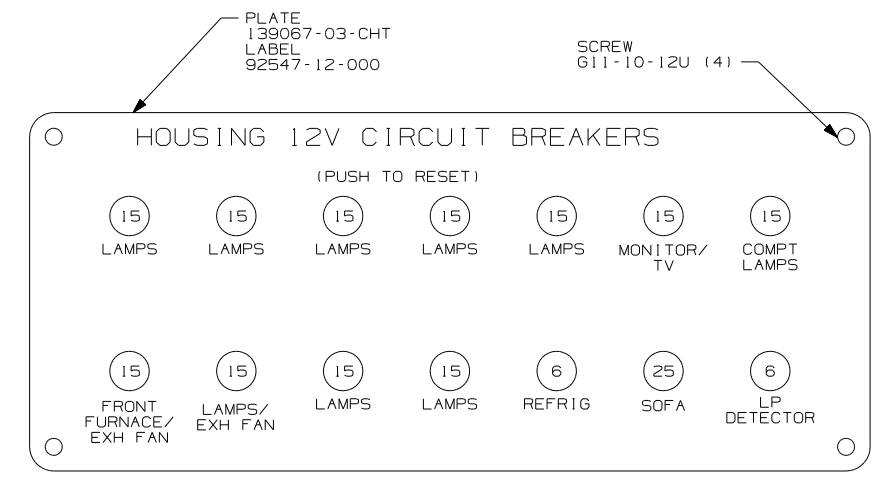 PLATE
139067-03-CHT
LABEL
92547-12-000
SCREW
G11-10-12U (4)
HOUSING 12V CIRCUIT BREAKERS
(PUSH TO RESET)
15 15 15 15 15 15 15
LAMPS LAMPS LAMPS LAMPS LAMPS MONITOR/ COMPT
TV LAMPS
15 15 15 15 6 25 6
FRONT LAMPS/ LAMPS LAMPS REFRIG SOFA LP
FURNACE/ EXH FAN DETECTOR
EXH FAN